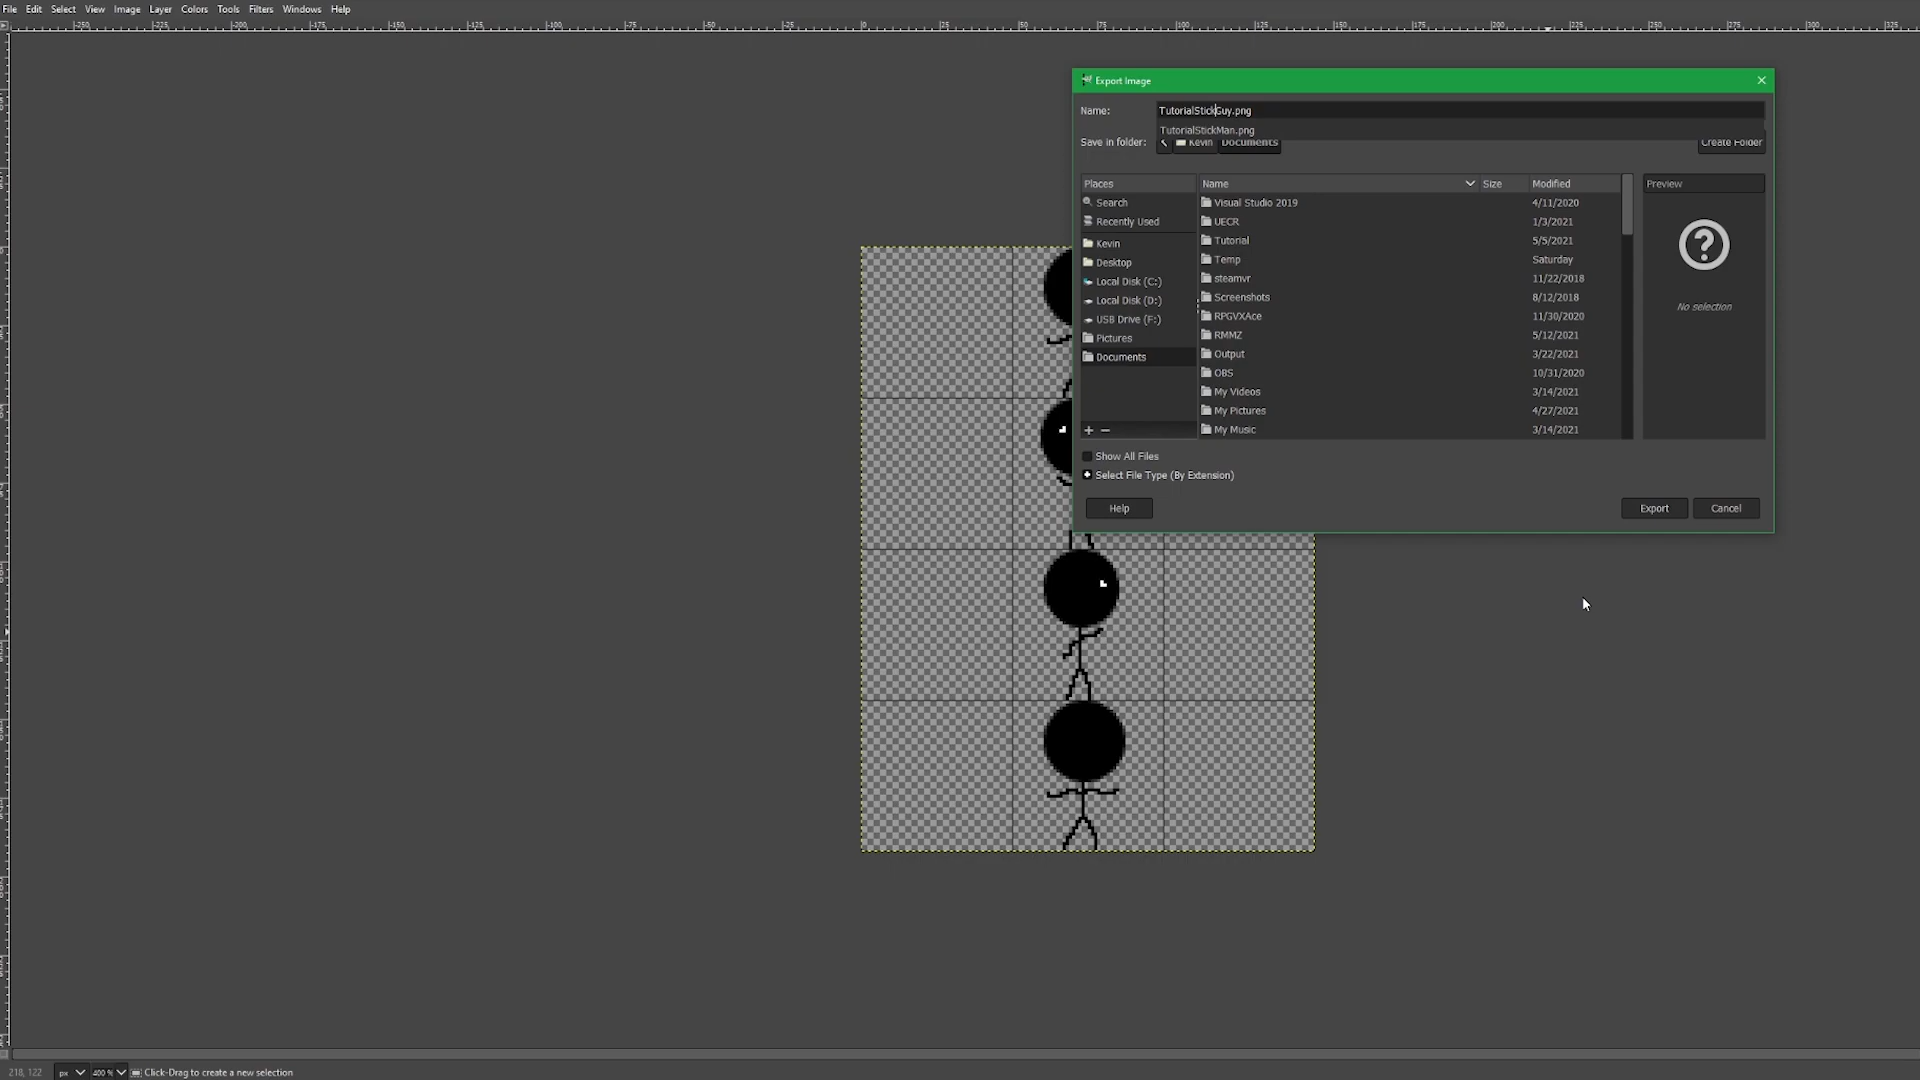 File Edit Select View Image Layer Colors Tools Filters Windows Help
Export Image
Name: TutorialStickGuy.png
TutorialStickMan.png
Save in folder: Kevin Documents Create Folder
Places Name Size Modified Preview
Search Visual Studio 2019 4/11/2020
Recently Used UECR 1/3/2021
Tutorial 5/5/2021
Kevin
Temp Saturday
Desktop
steamvr 11/22/2018
Local Disk (C:)
Screenshots 8/12/2018
Local Disk (D:)
No selection
RPGVXAce 11/30/2020
USB Drive (F:)
RMMZ 5/12/2021
Pictures
Output 3/22/2021
Documents
OBS 10/31/2020
My Videos 3/14/2021
My Pictures 4/27/2021
My Music 3/14/2021
Show All Files
Select File Type (By Extension)
Help Export Cancel
218, 122 px 400 % Click-Drag to create a new selection